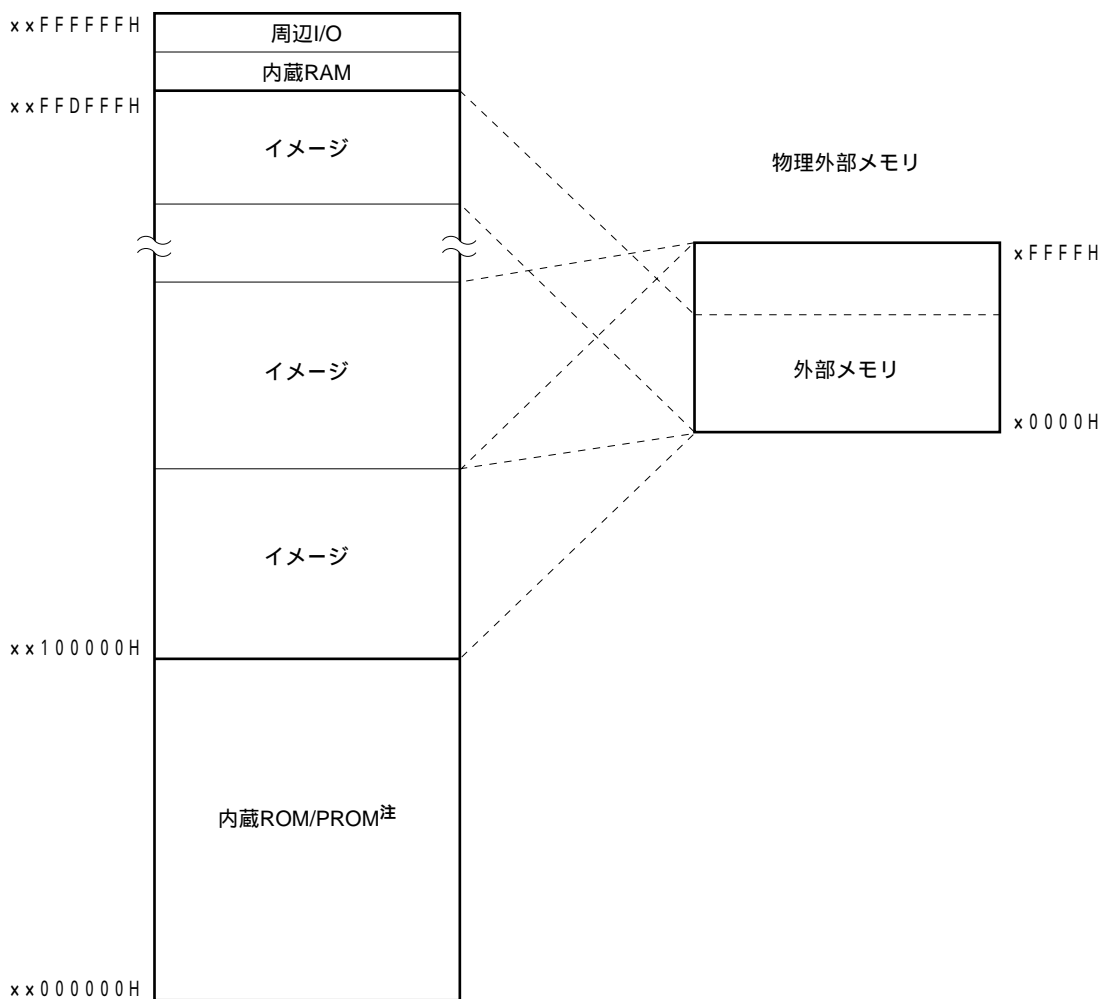 xxFFFFFFH
周辺I/O
内蔵RAM
xxFFDFFFH
イメージ
物理外部メモリ
xFFFFH
イメージ
外部メモリ
x0000H
イメージ
xx100000H
内蔵ROM/PROM注
xx000000H